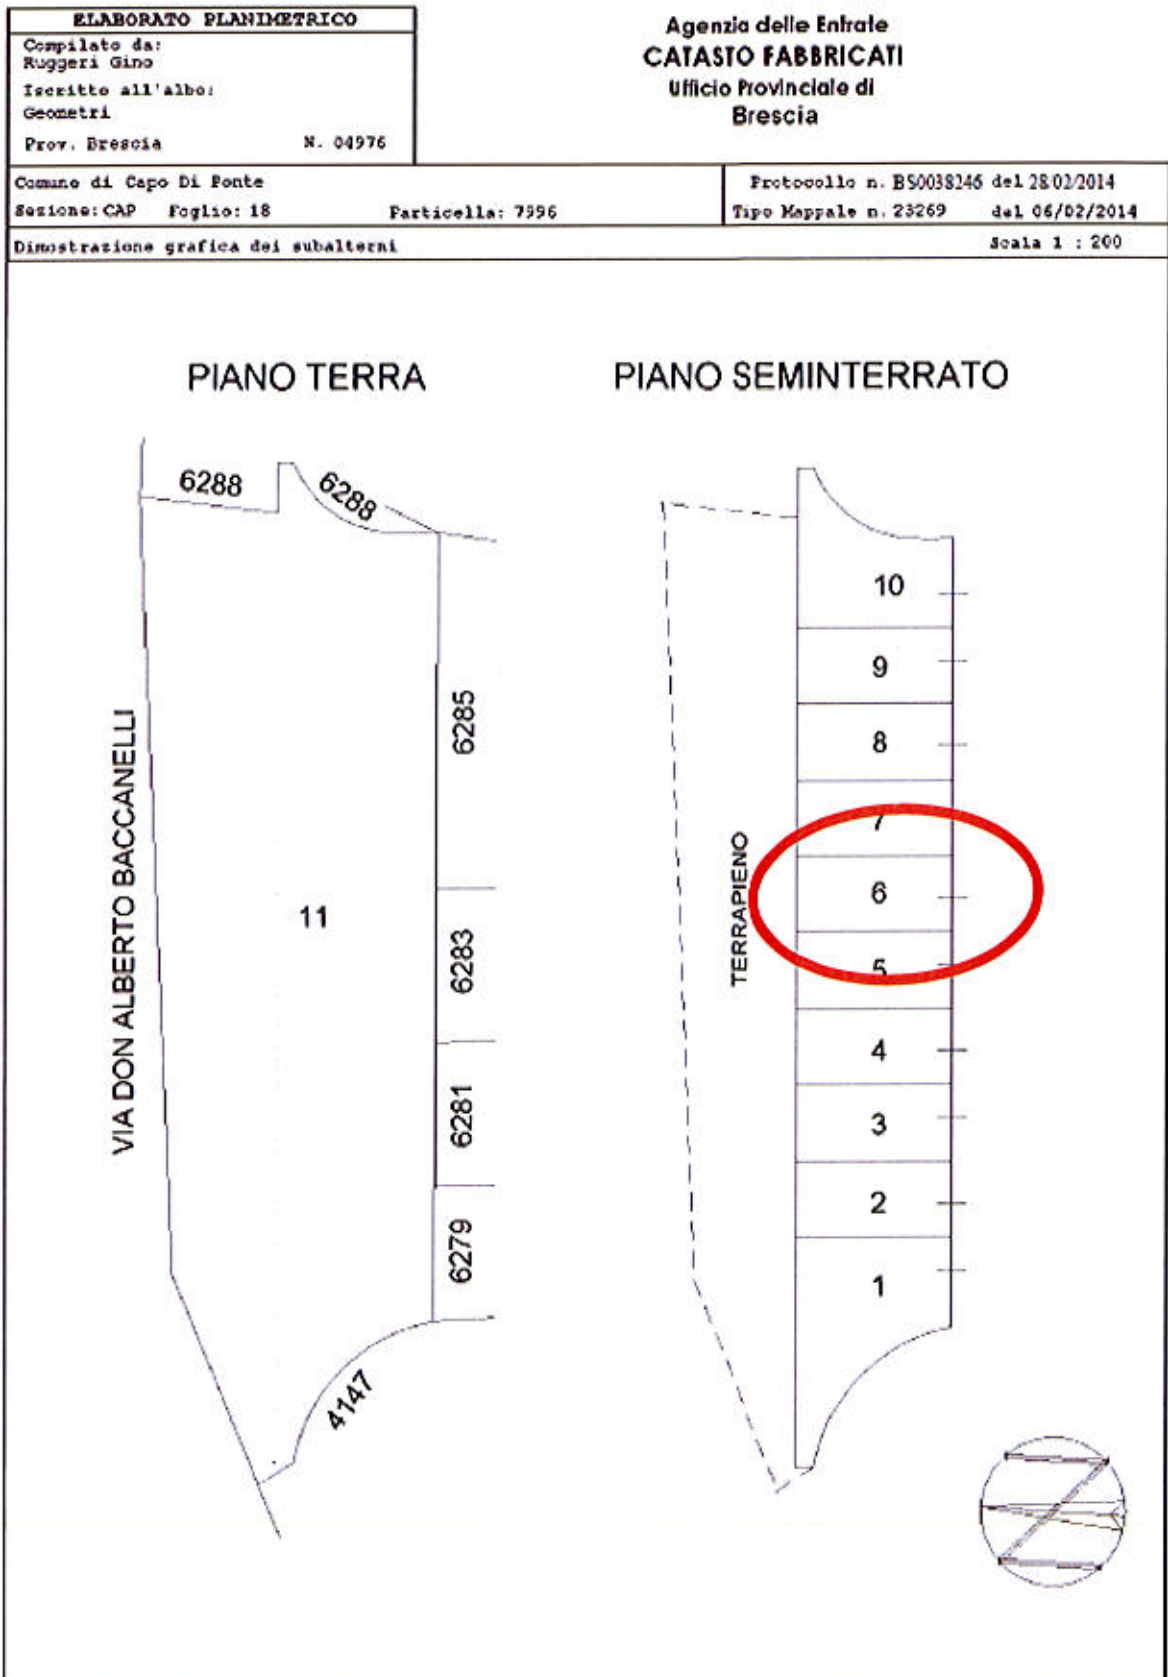 ELABORATO PLANIMETRICO
Compilato da:
Ruggeri Gino
Iscritto all'albo:
Geometri
Prov. Brescia N. 04976
Agenzia delle Entrate
CATASTO FABBRICATI
Ufficio Provinciale di
Brescia
Comune di Capo Di Ponte
Sezione: CAP Foglio: 18 Particella: 7996
Protocollo n. BS0038246 del 28/02/2014
Tipo Mappale n. 23269 del 06/02/2014
Dimostrazione grafica dei subalterni
Scala 1 : 200
PIANO TERRA
6288
6288
VIA DON ALBERTO BACCANELLI
11
6285
6283
6281
6279
4147
PIANO SEMINTERRATO
TERRAPIENO
10
9
8
7
6
5
4
3
2
1
N